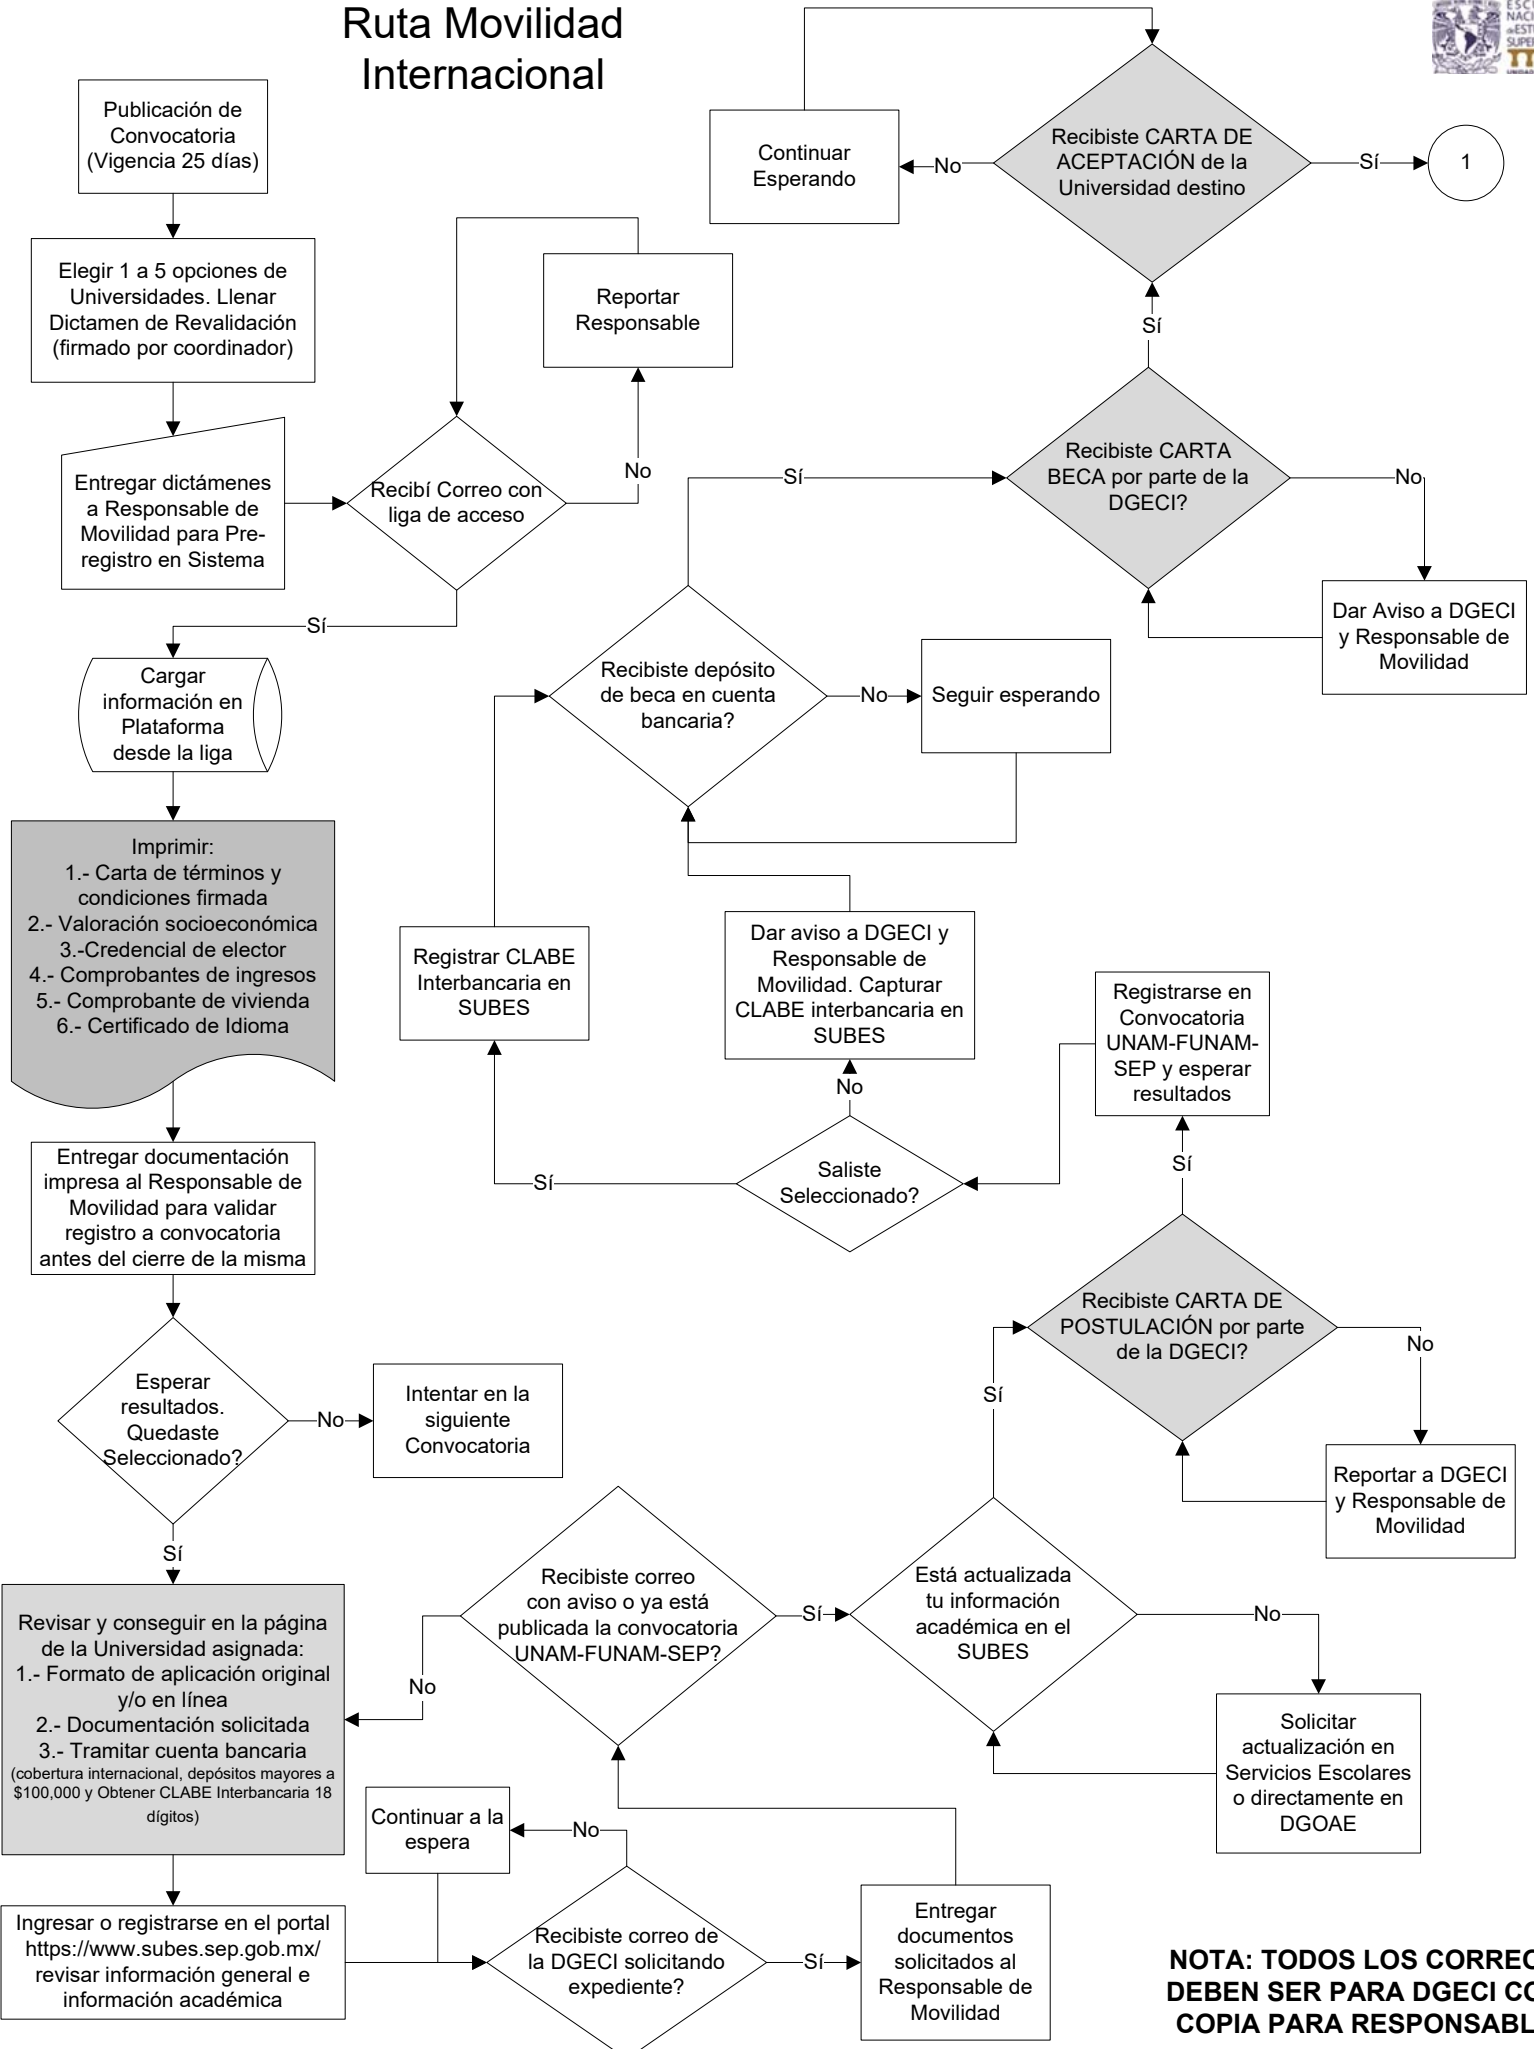 Ruta Movilidad
Internacional
Publicación de
Convocatoria
(Vigencia 25 días)
Elegir 1 a 5 opciones de
Universidades. Llenar
Dictamen de Revalidación
(firmado por coordinador)
Entregar dictámenes
a Responsable de
Movilidad para Pre-
registro en Sistema
Recibí Correo con
liga de acceso
No
Reportar
Responsable
Sí
Cargar
información en
Plataforma
desde la liga
Imprimir:
1.- Carta de términos y
condiciones firmada
2.- Valoración socioeconómica
3.-Credencial de elector
4.- Comprobantes de ingresos
5.- Comprobante de vivienda
6.- Certificado de Idioma
Entregar documentación
impresa al Responsable de
Movilidad para validar
registro a convocatoria
antes del cierre de la misma
Esperar
resultados.
Quedaste
Seleccionado?
No
Intentar en la
siguiente
Convocatoria
Sí
Revisar y conseguir en la página
de la Universidad asignada:
1.- Formato de aplicación original
y/o en línea
2.- Documentación solicitada
3.- Tramitar cuenta bancaria
(cobertura internacional, depósitos mayores a
$100,000 y Obtener CLABE Interbancaria 18
dígitos)
Ingresar o registrarse en el portal
https://www.subes.sep.gob.mx/
revisar información general e
información académica
Recibiste correo de
la DGECI solicitando
expediente?
No
Continuar a la
espera
Sí
Entregar
documentos
solicitados al
Responsable de
Movilidad
Recibiste correo
con aviso o ya está
publicada la convocatoria
UNAM-FUNAM-SEP?
No
Sí
Está actualizada
tu información
académica en el
SUBES
No
Solicitar
actualización en
Servicios Escolares
o directamente en
DGOAE
Sí
Recibiste CARTA DE
POSTULACIÓN por parte
de la DGECI?
No
Reportar a DGECI
y Responsable de
Movilidad
Sí
Registrarse en
Convocatoria
UNAM-FUNAM-
SEP y esperar
resultados
Saliste
Seleccionado?
No
Dar aviso a DGECI y
Responsable de
Movilidad. Capturar
CLABE interbancaria en
SUBES
Sí
Registrar CLABE
Interbancaria en
SUBES
Recibiste depósito
de beca en cuenta
bancaria?
No
Seguir esperando
Sí
Recibiste CARTA
BECA por parte de la
DGECI?
No
Dar Aviso a DGECI
y Responsable de
Movilidad
Sí
Recibiste CARTA DE
ACEPTACIÓN de la
Universidad destino
No
Continuar
Esperando
Sí
1
NOTA: TODOS LOS CORREO
DEBEN SER PARA DGECI CO
COPIA PARA RESPONSABL